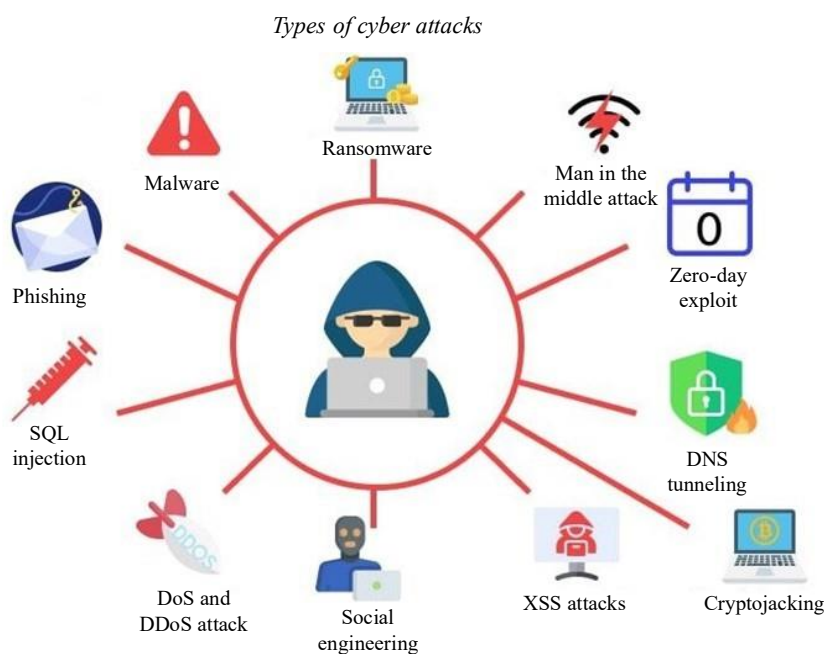 Types of cyber attacks
Ransomware
Malware
Man in the
middle attack
0
Zero-day
exploit
Phishing
SQL
injection
DNS
tunneling
DDOS
DoS and
DDoS attack
Social
engineering
XSS attacks
Cryptojacking